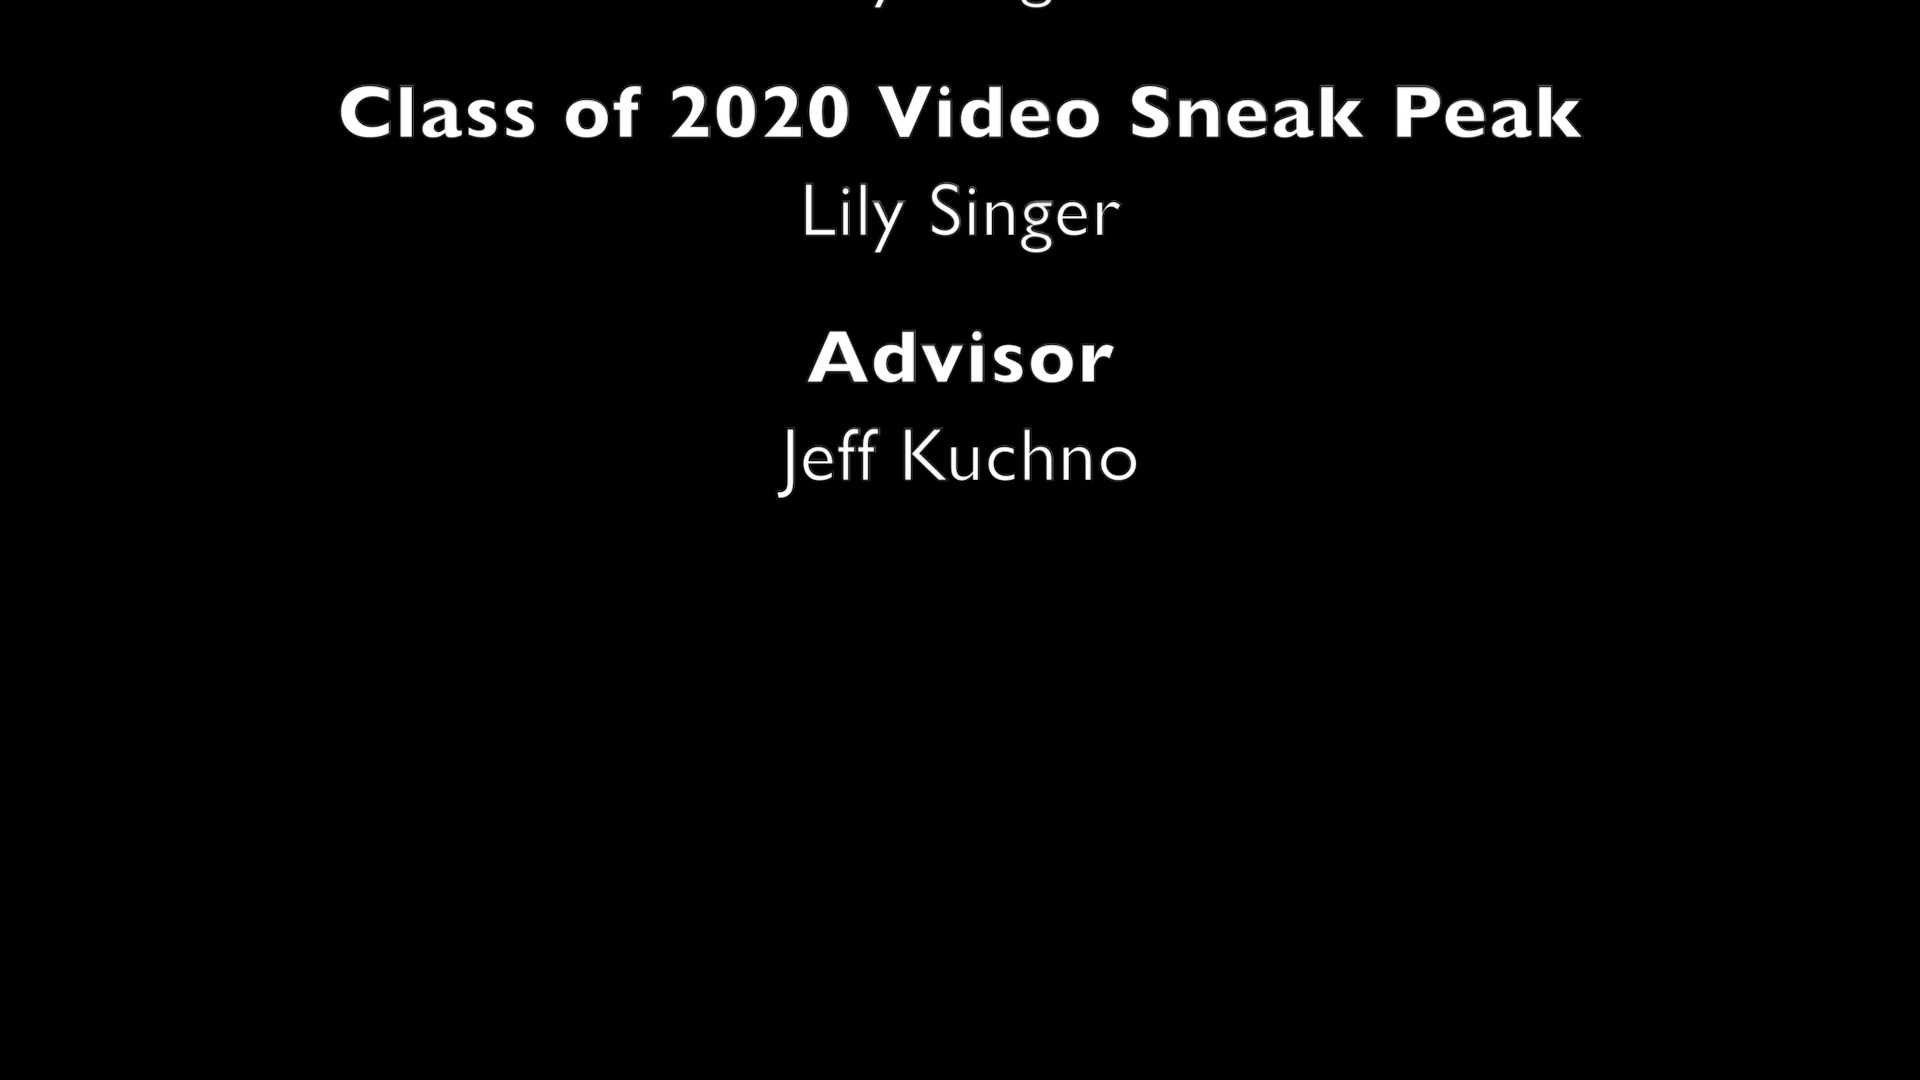 Class of 2020 Video Sneak Peak
Lily Singer
Advisor
Jeff Kuchno